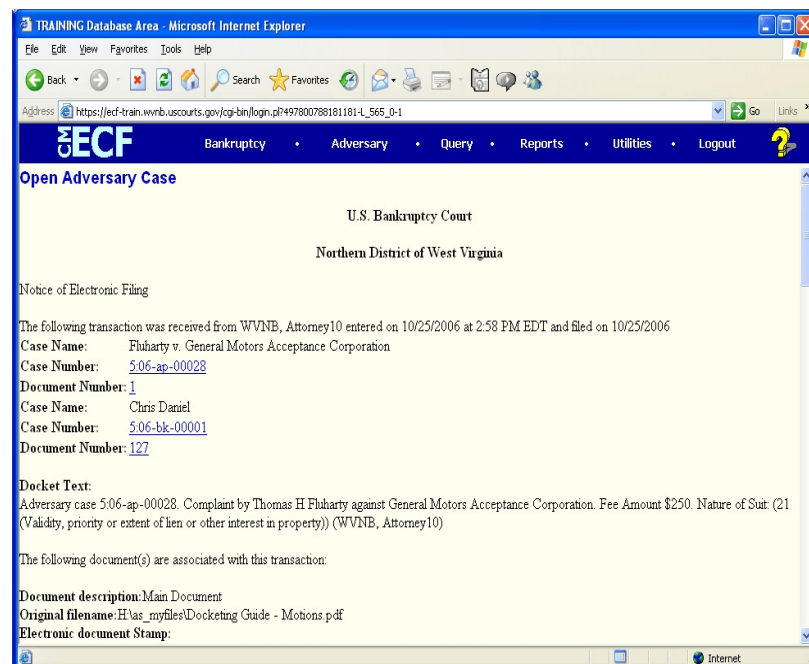 TRAINING Database Area - Microsoft Internet Explorer
File Edit View Favorites Tools Help
Back Search Favorites
Address https://ecf-train.wvnb.uscourts.gov/cgi-bin/login.pl?497800788181181-L_565_0-1 Go Links »
CM ECF Bankruptcy • Adversary • Query • Reports • Utilities • Logout ?
Open Adversary Case
U.S. Bankruptcy Court
Northern District of West Virginia
Notice of Electronic Filing
The following transaction was received from WVNB, Attorney10 entered on 10/25/2006 at 2:58 PM EDT and filed on 10/25/2006
Case Name: Fluharty v. General Motors Acceptance Corporation
Case Number: 5:06-ap-00028
Document Number: 1
Case Name: Chris Daniel
Case Number: 5:06-bk-00001
Document Number: 127
Docket Text:
Adversary case 5:06-ap-00028. Complaint by Thomas H Fluharty against General Motors Acceptance Corporation. Fee Amount $250. Nature of Suit: (21
(Validity, priority or extent of lien or other interest in property)) (WVNB, Attorney10)
The following document(s) are associated with this transaction:
Document description:Main Document
Original filename:H:\as_myfiles\Docketing Guide - Motions.pdf
Electronic document Stamp:
Internet